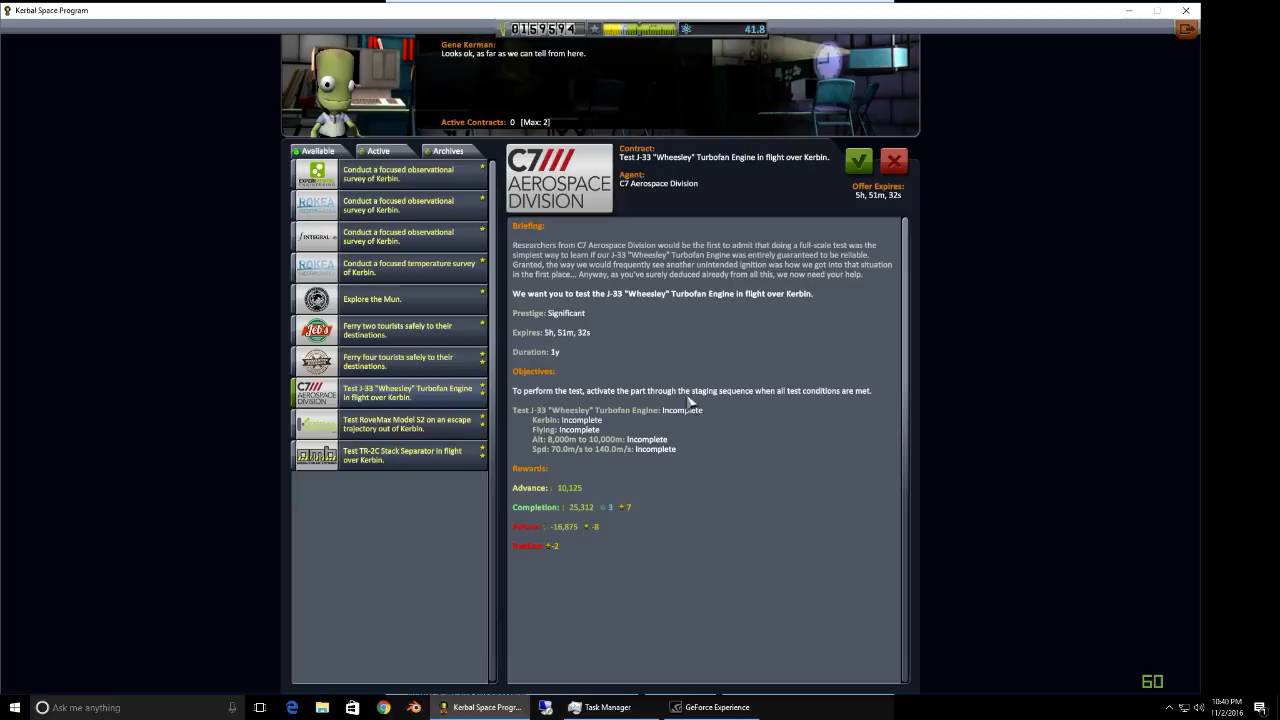 Kerbal Space Program
0159594
41.8
Gene Kerman:
Looks ok, as far as we can tell from here.
Active Contracts: 0 [Max: 2]
Available
Active
Archives
Conduct a focused observational
survey of Kerbin.
Conduct a focused observational
survey of Kerbin.
INTEGRAL
Conduct a focused observational
survey of Kerbin.
Conduct a focused temperature survey
of Kerbin.
Explore the Mun.
Jeb's
Ferry two tourists safely to their
destinations.
Ferry four tourists safely to their
destinations.
C7///
AEROSPACE
DIVISION
Test J-33 "Wheesley" Turbofan Engine
in flight over Kerbin.
Test RoveMax Model S2 on an escape
trajectory out of Kerbin.
Test TR-2C Stack Separator in flight
over Kerbin.
C7///
AEROSPACE
DIVISION
Contract:
Test J-33 "Wheesley" Turbofan Engine in flight over Kerbin.
Agent:
C7 Aerospace Division
Offer Expires:
5h, 51m, 32s
Briefing:
Researchers from C7 Aerospace Division would be the first to admit that doing a full-scale test was the
simplest way to learn if our J-33 "Wheesley" Turbofan Engine was entirely guaranteed to be reliable.
Granted, the way we would frequently see another unintended ignition was how we got into that situation
in the first place... Anyway, as you've surely deduced already from all this, we now need your help.
We want you to test the J-33 "Wheesley" Turbofan Engine in flight over Kerbin.
Prestige: Significant
Expires: 5h, 51m, 32s
Duration: 1y
Objectives:
To perform the test, activate the part through the staging sequence when all test conditions are met.
Test J-33 "Wheesley" Turbofan Engine: Incomplete
Kerbin: Incomplete
Flying: Incomplete
Alt: 8,000m to 10,000m: Incomplete
Spd: 70.0m/s to 140.0m/s: Incomplete
Rewards:
Advance: 10,125
Completion: 25,312 3 7
Failure: -16,875 -8
-2
60
Ask me anything
Kerbal Space Progr...
Task Manager
GeForce Experience
10:40 PM
11/2/2016